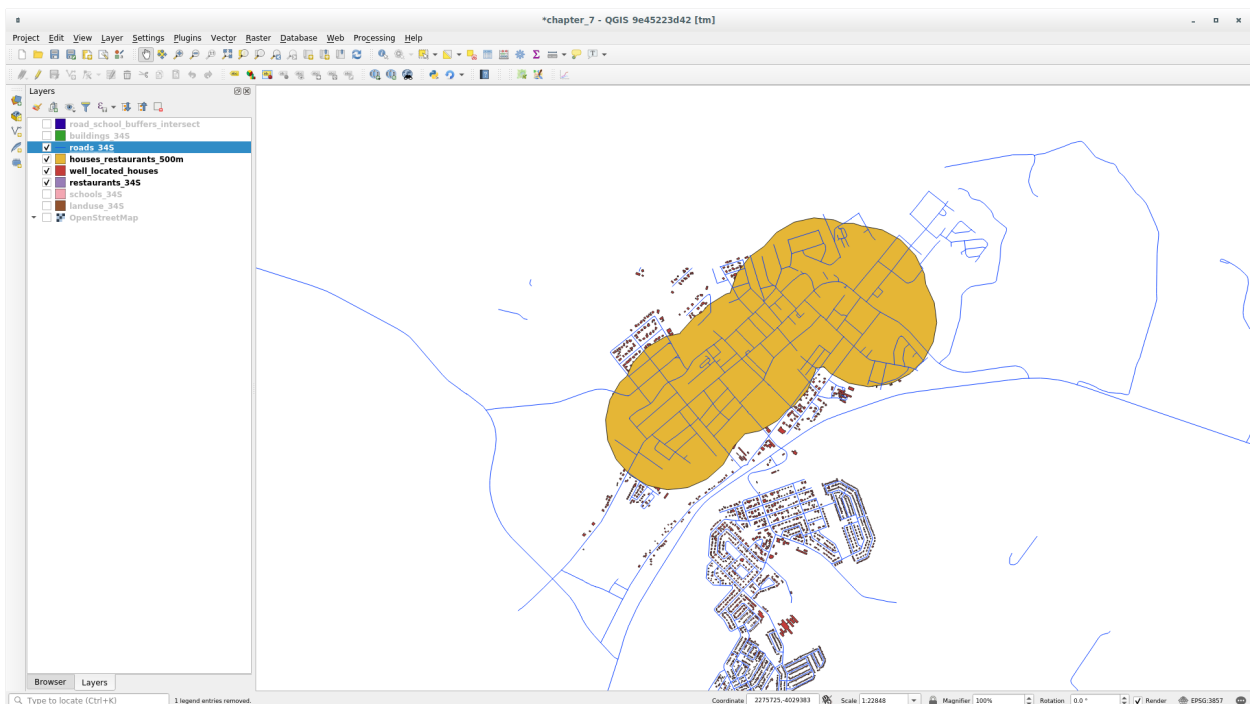 *chapter_7 - QGIS 9e45223d42 [tm]
Project Edit View Layer Settings Plugins Vector Raster Database Web Processing Help
Layers
road_school_buffers_intersect
buildings_34S
roads_34S
houses_restaurants_500m
well_located_houses
restaurants_34S
schools_34S
landuse_34S
OpenStreetMap
Browser Layers
Type to locate (Ctrl+K) 1 legend entries removed. Coordinate 2275725,-4029383 Scale 1:22848 Magnifier 100% Rotation 0.0 ° Render EPSG:3857